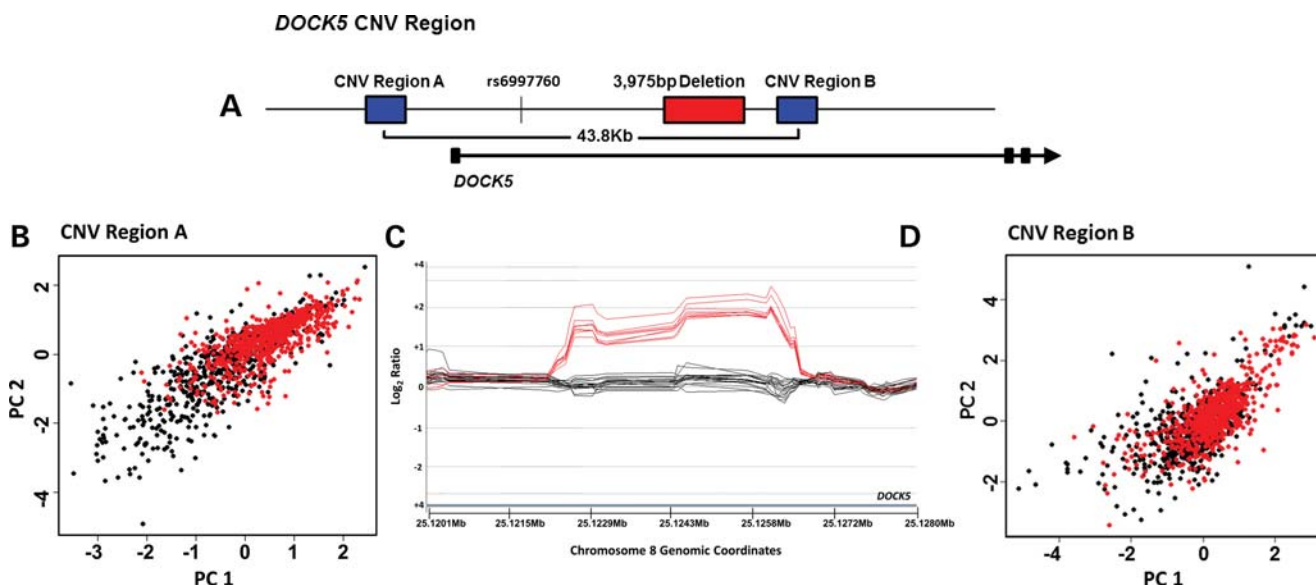 DOCK5 CNV Region
A
CNV Region A
rs6997760
3,975bp Deletion
CNV Region B
43.8Kb
DOCK5
B
CNV Region A
2
0
-2
-4
PC 2
-3 -2 -1 0 1 2
PC 1
C
+4
+2
+1
0
-1
-2
+4
Log2 Ratio
DOCK5
25.1201Mb 25.1215Mb 25.1229Mb 25.1243Mb 25.1258Mb 25.1272Mb 25.1280Mb
Chromosome 8 Genomic Coordinates
D
CNV Region B
4
2
0
-2
PC 2
-4 -2 0 2
PC 1